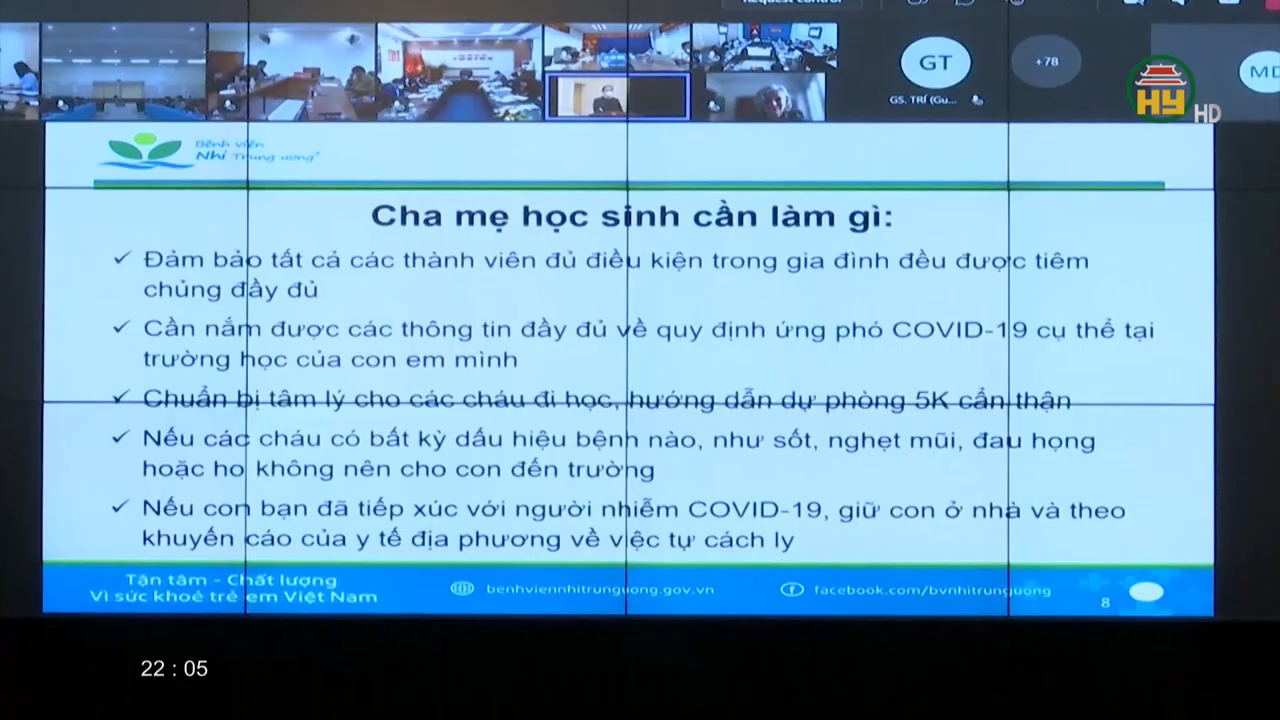 GT
+78
MD
GS. TRÍ (Gu...
HY
HD
Bệnh viện
Nhi Trung ương
Cha mẹ học sinh cần làm gì:
✓ Đảm bảo tất cả các thành viên đủ điều kiện trong gia đình đều được tiêm
chủng đầy đủ
✓ Cần nắm được các thông tin đầy đủ về quy định ứng phó COVID-19 cụ thể tại
trường học của con em mình
✓ Chuẩn bị tâm lý cho các cháu đi học, hướng dẫn dự phòng 5K cẩn thận
✓ Nếu các cháu có bất kỳ dấu hiệu bệnh nào, như sốt, nghẹt mũi, đau họng
hoặc ho không nên cho con đến trường
✓ Nếu con bạn đã tiếp xúc với người nhiễm COVID-19, giữ con ở nhà và theo
khuyến cáo của y tế địa phương về việc tự cách ly
Tận tâm - Chất lượng
Vì sức khoẻ trẻ em Việt Nam
benhviennhitrunguong.gov.vn
facebook.com/bvnhitrunguong
8
22 : 05